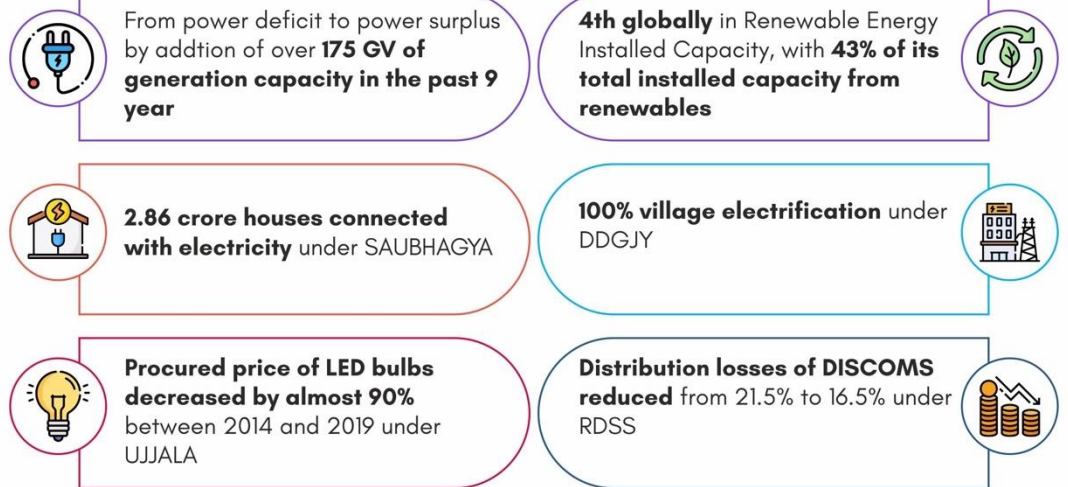 From power deficit to power surplus
by addtion of over 175 GV of
generation capacity in the past 9
year
4th globally in Renewable Energy
Installed Capacity, with 43% of its
total installed capacity from
renewables
2.86 crore houses connected
with electricity under SAUBHAGYA
100% village electrification under
DDGJY
Procured price of LED bulbs
decreased by almost 90%
between 2014 and 2019 under
UJJALA
Distribution losses of DISCOMS
reduced from 21.5% to 16.5% under
RDSS